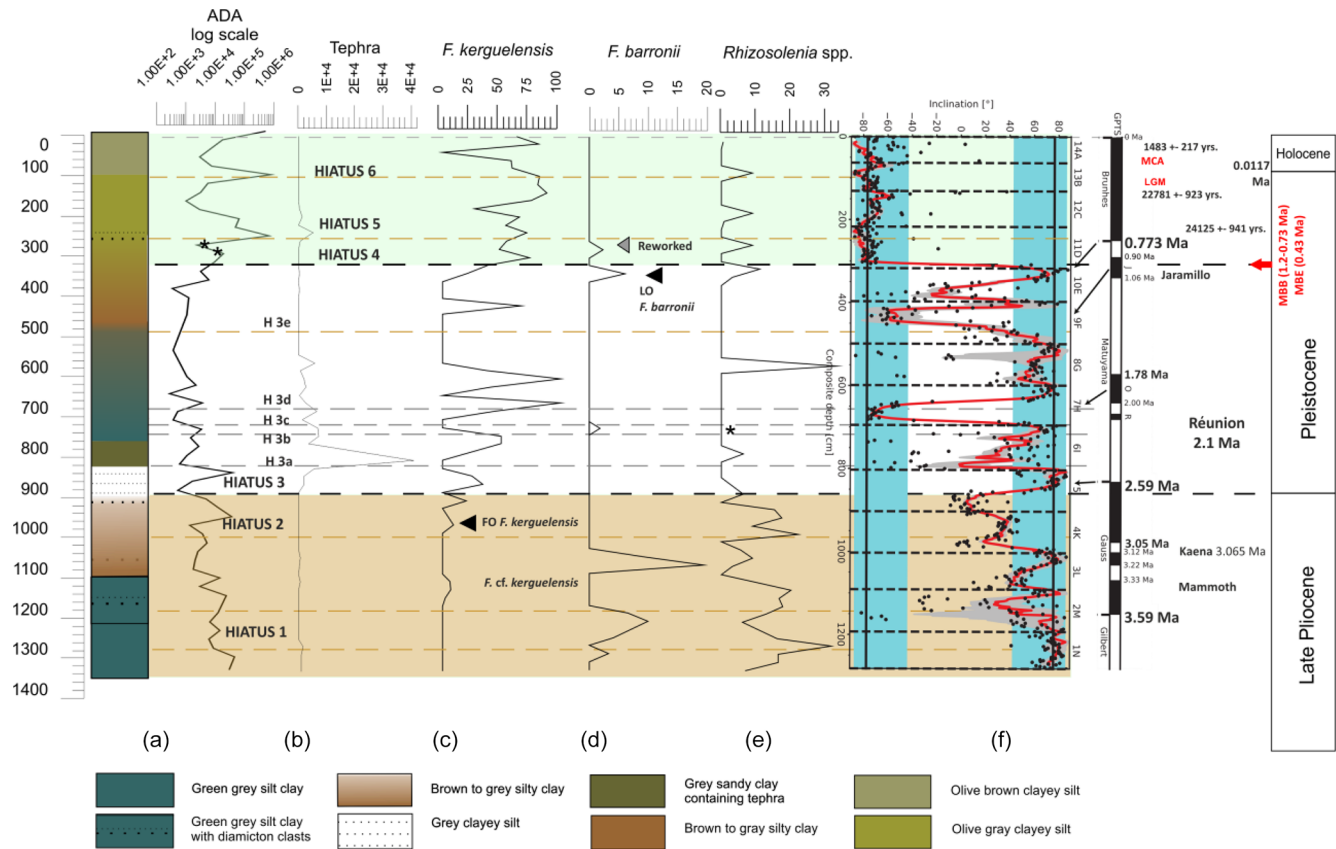 ADA
log scale
1.00E+2
1.00E+3
1.00E+4
1.00E+5
1.00E+6
Tephra
0
1E+4
2E+4
3E+4
4E+4
F. kerguelensis
0
25
50
75
100
F. barronii
0
5
10
15
20
Rhizosolenia spp.
0
10
20
30
Inclination [°]
-80
-60
-40
-20
0
20
40
60
80
GPTS
0
100
200
300
400
500
600
700
800
900
1000
1100
1200
1300
1400
HIATUS 6
HIATUS 5
HIATUS 4
H 3e
H 3d
H 3c
H 3b
H 3a
HIATUS 3
HIATUS 2
HIATUS 1
*
*
*
Reworked
LO
F. barronii
FO F. kerguelensis
F. cf. kerguelensis
0
200
400
600
800
1000
1200
Composite depth [cm]
14A
13B
12C
11D
10E
9F
8G
7H
6I
5J
4K
3L
2M
1N
Brunhes
Matuyama
Gauss
Gilbert
0 Ma
1483 +- 217 yrs.
MCA
LGM
22781 +- 923 yrs.
24125 +- 941 yrs.
0.773 Ma
0.90 Ma
J
1.06 Ma
Jaramillo
1.78 Ma
O
2.00 Ma
R
Réunion
2.1 Ma
2.59 Ma
3.05 Ma
Kaena 3.065 Ma
3.12 Ma
3.22 Ma
3.33 Ma
Mammoth
3.59 Ma
0.0117
Ma
MBB (1.2-0.73 Ma)
MBE (0.43 Ma)
Holocene
Pleistocene
Late Pliocene
(a)
(b)
(c)
(d)
(e)
(f)
Green grey silt clay
Brown to grey silty clay
Grey sandy clay
containing tephra
Olive brown clayey silt
Green grey silt clay
with diamicton clasts
Grey clayey silt
Brown to gray silty clay
Olive gray clayey silt